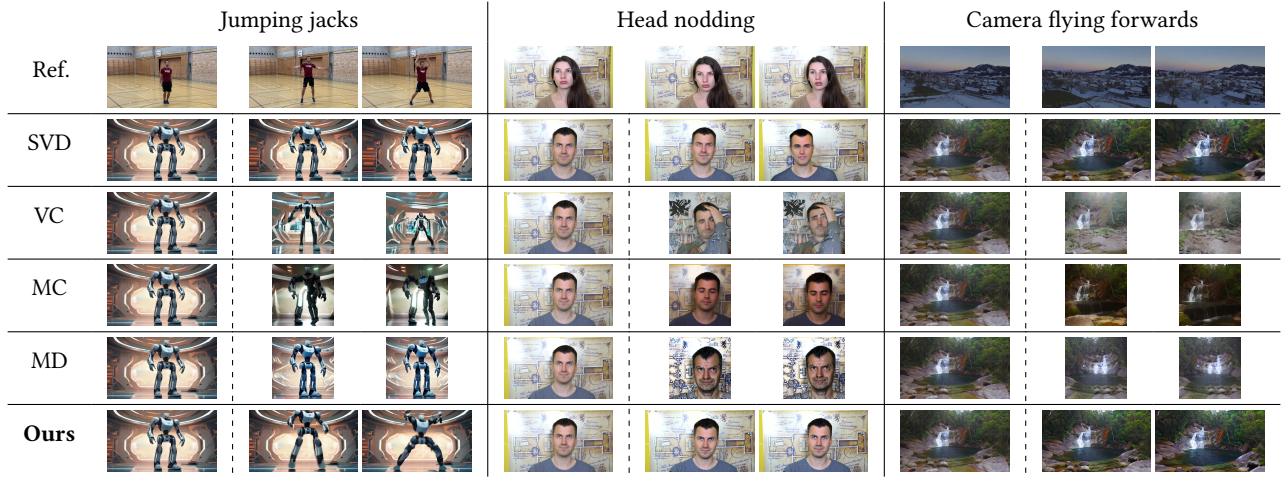 Jumping jacks Head nodding Camera flying forwards
Ref.
SVD
VC
MC
MD
Ours